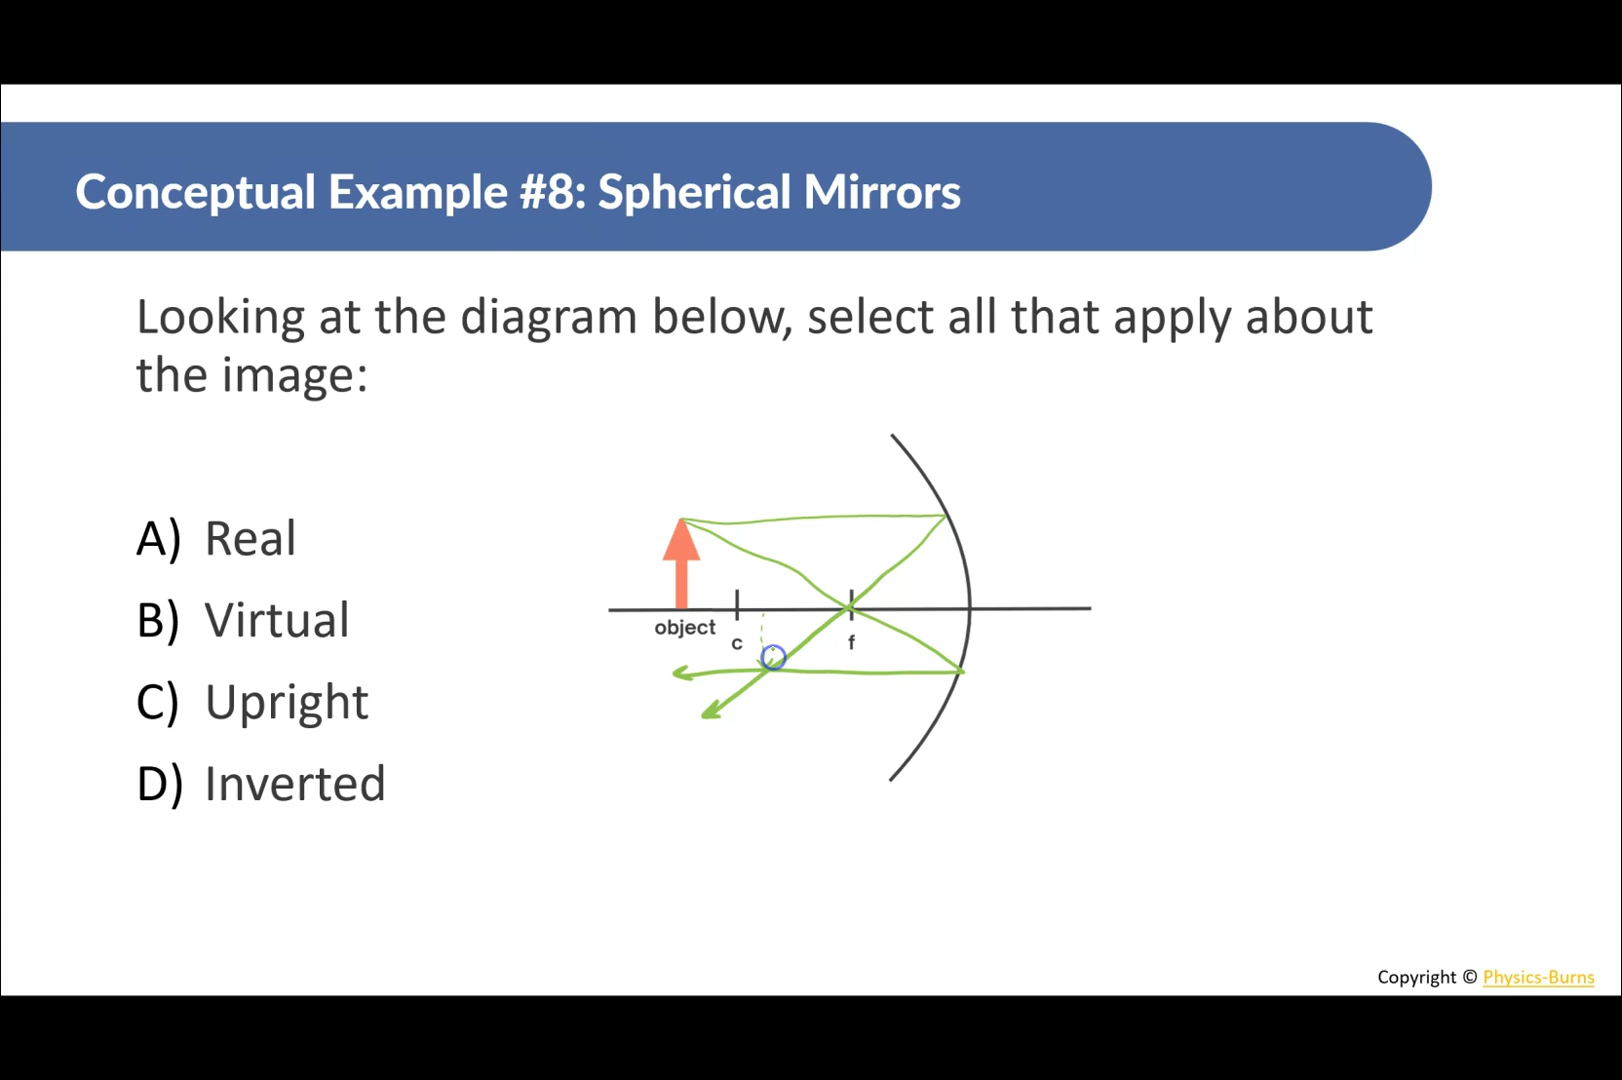 Conceptual Example #8: Spherical Mirrors
Looking at the diagram below, select all that apply about
the image:
A) Real
B) Virtual
C) Upright
D) Inverted
object
c
f
Copyright © Physics-Burns